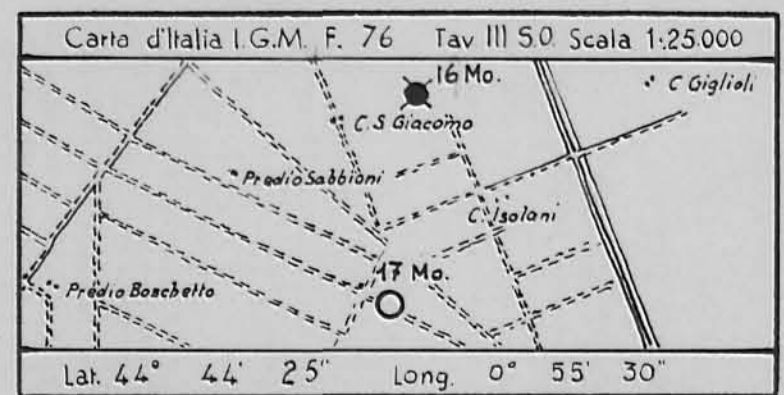 Carta d'Italia I.G.M. F. 76 Tav III S.O. Scala 1:25.000
16 Mo.
C Giglioli
C. S. Giacomo
Predio Sabbioni
C. Isolani
17 Mo.
Predio Boschetto
Lat. 44° 44' 25" Long. 0° 55' 30"